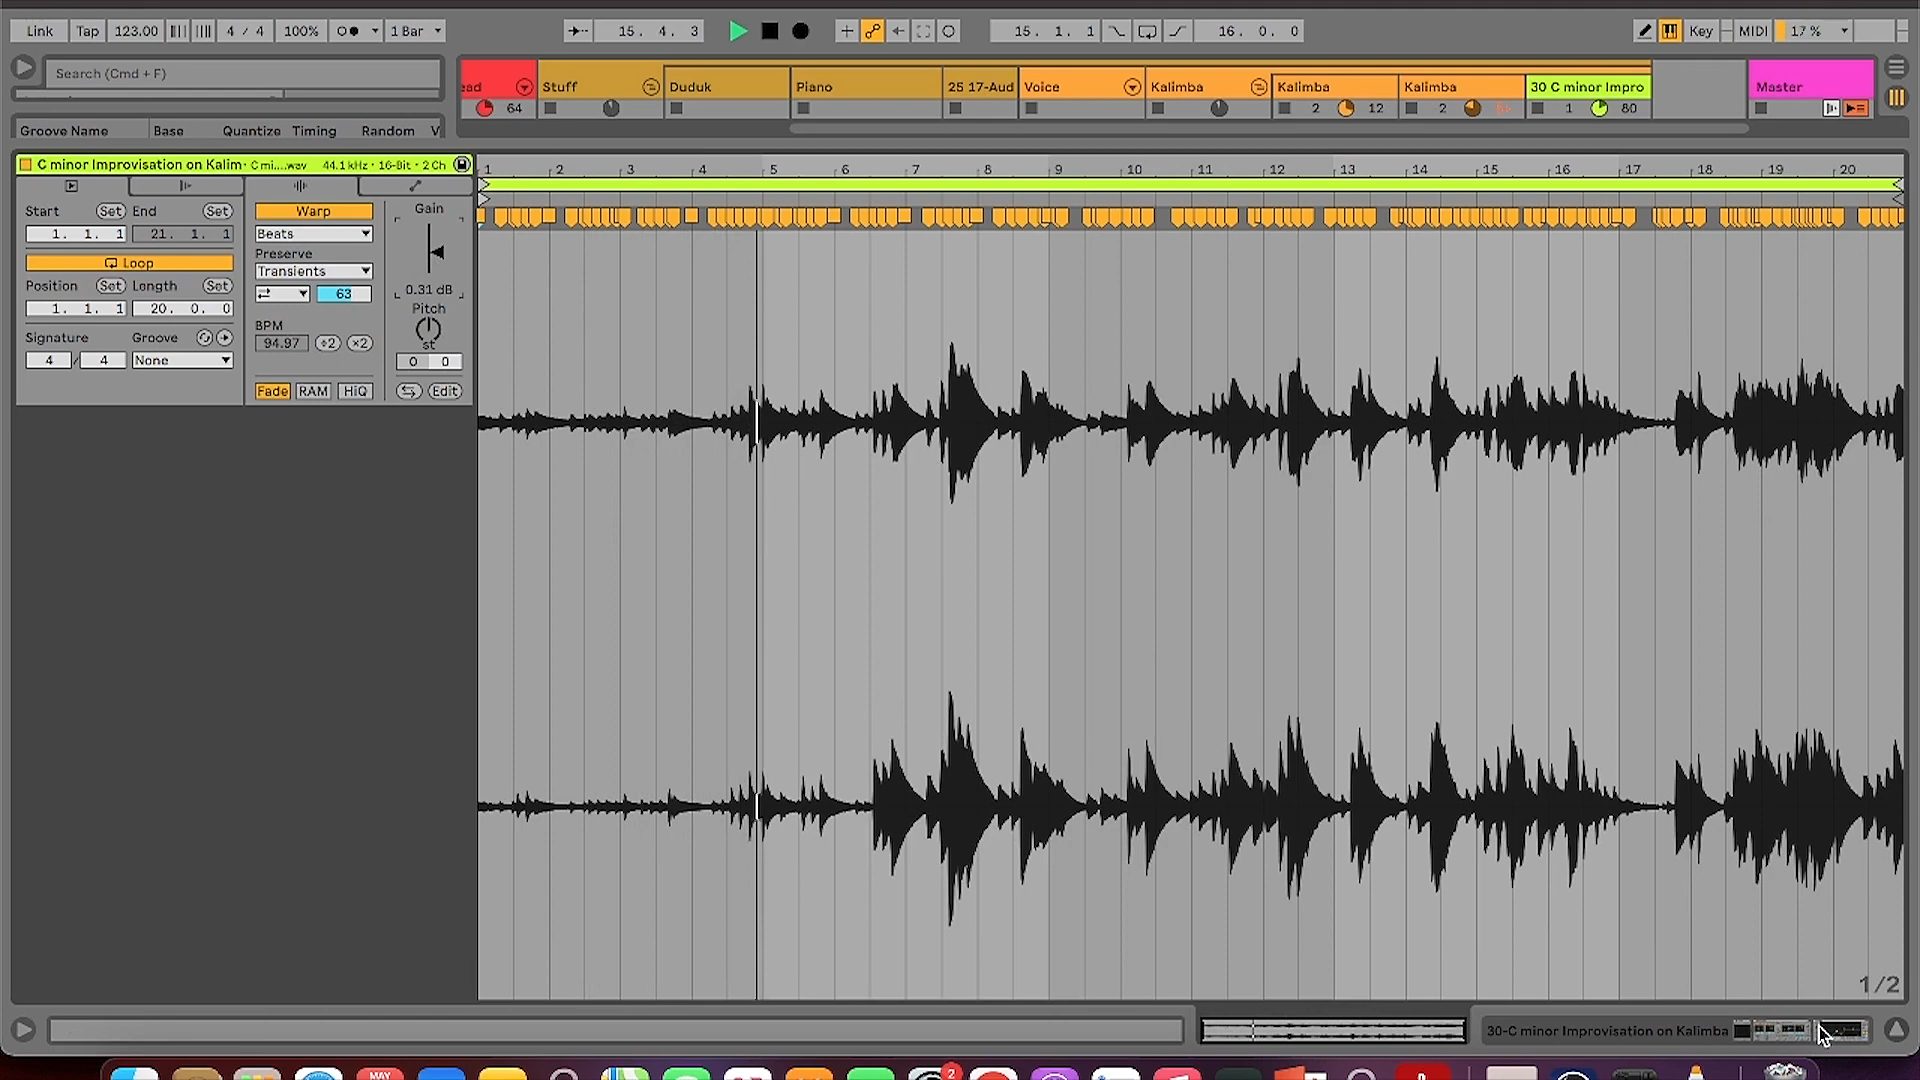 Link Tap 123.00 4 / 4 100% 1 Bar 15. 4. 3 15. 1. 1 16. 0. 0 Key MIDI 17 %
Search (Cmd + F)
ead Stuff Duduk Piano 25 17-Aud Voice Kalimba Kalimba Kalimba 30 C minor Impro Master
64 2 12 2 1 80
Groove Name Base Quantize Timing Random V
C minor Improvisation on Kalim C mi....wav 44.1 kHz · 16-Bit · 2 Ch
1 2 3 4 5 6 7 8 9 10 11 12 13 14 15 16 17 18 19 20
Start Set End Set Warp Gain
1. 1. 1 21. 1. 1 Beats
Preserve
Loop Transients
Position Set Length Set 63 0.31 dB
1. 1. 1 20. 0. 0 Pitch
BPM
Signature Groove 94.97 ÷2 ×2 st
4 / 4 None 0 0
Fade RAM HiQ Edit
1/2
30-C minor Improvisation on Kalimba
MAY 2